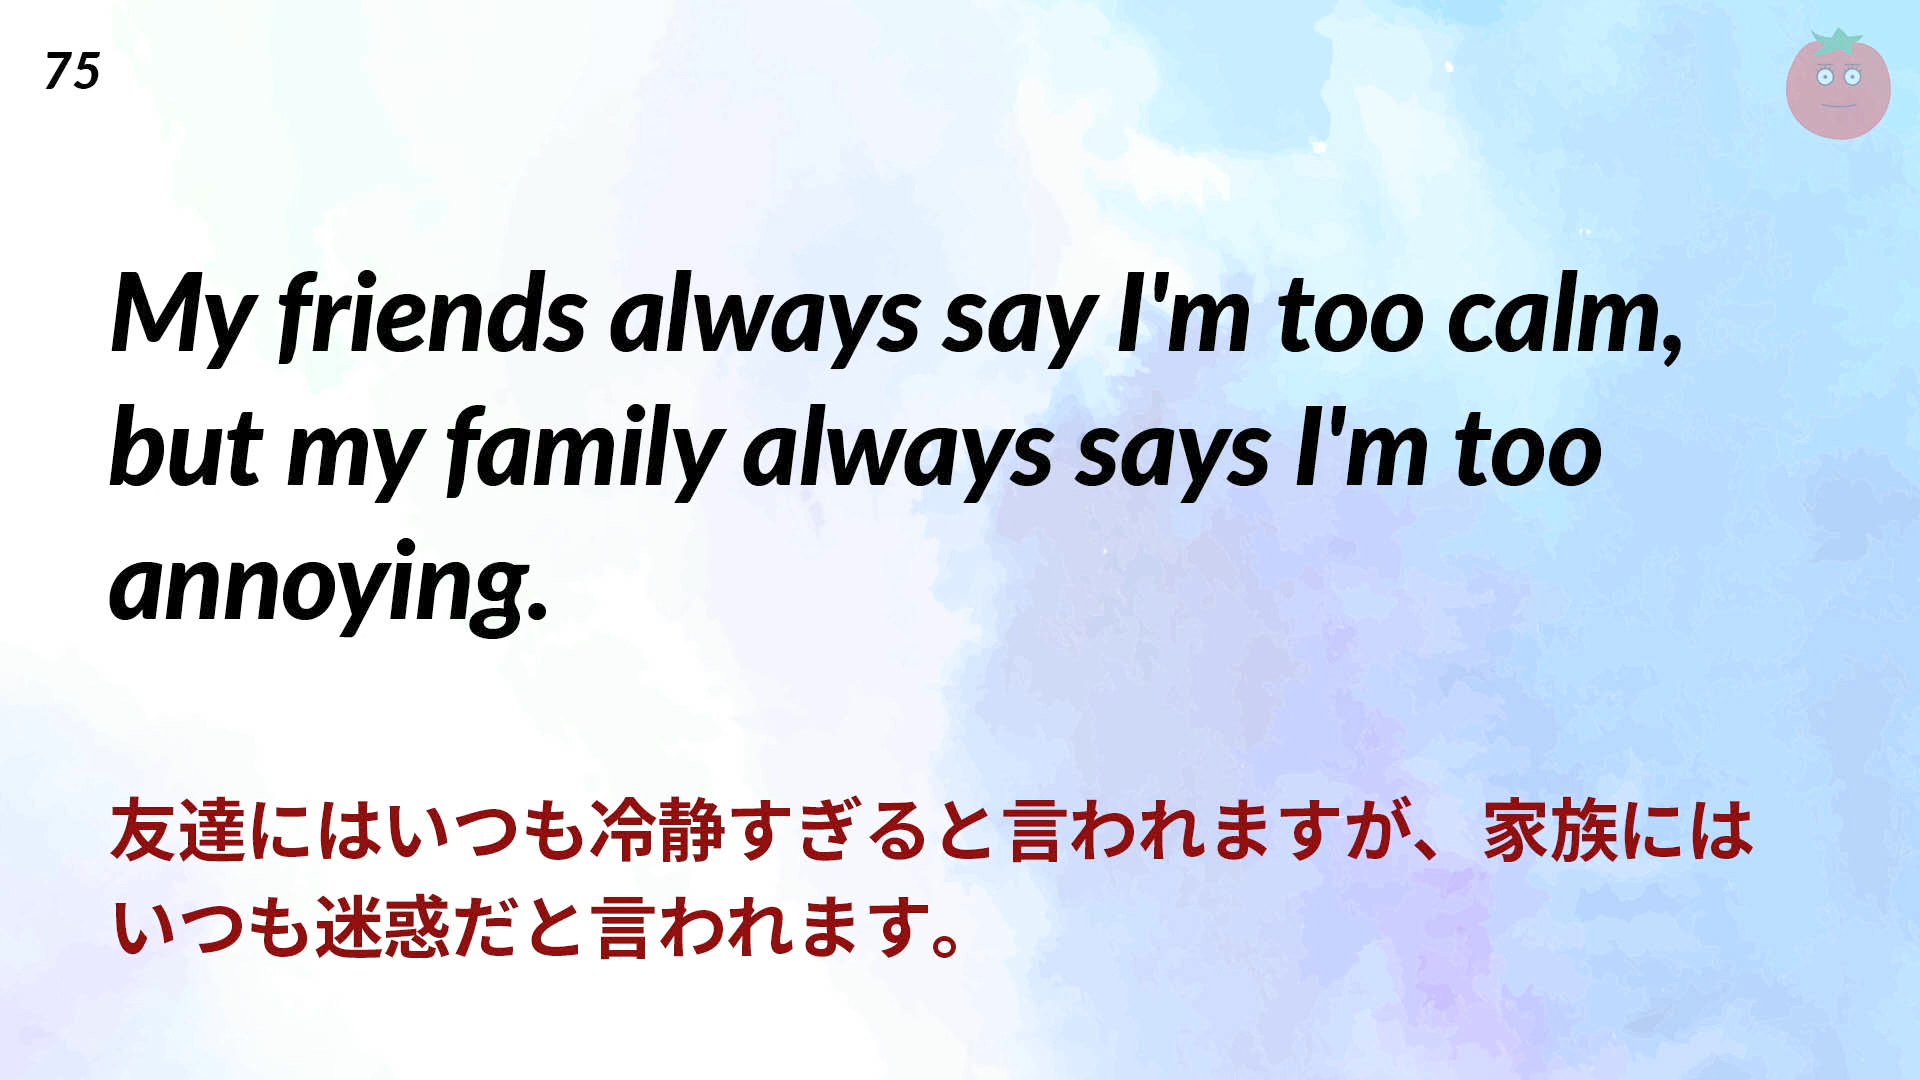 75
My friends always say I'm too calm,
but my family always says I'm too
annoying.
友達にはいつも冷静すぎると言われますが、家族には
いつも迷惑だと言われます。